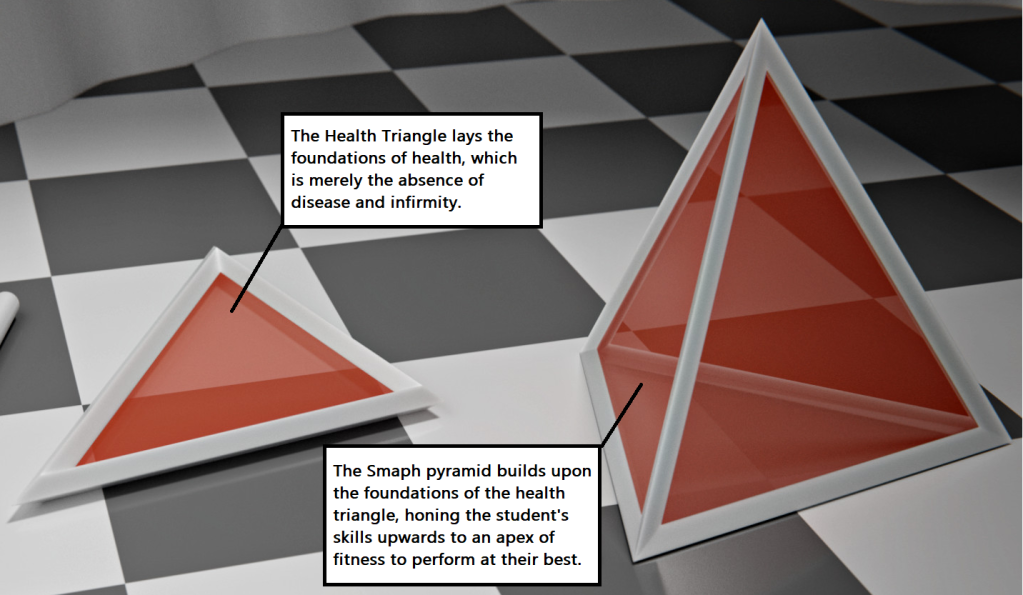 The Health Triangle lays the
foundations of health, which
is merely the absence of
disease and infirmity.
The Smaph pyramid builds upon
the foundations of the health
triangle, honing the student's
skills upwards to an apex of
fitness to perform at their best.